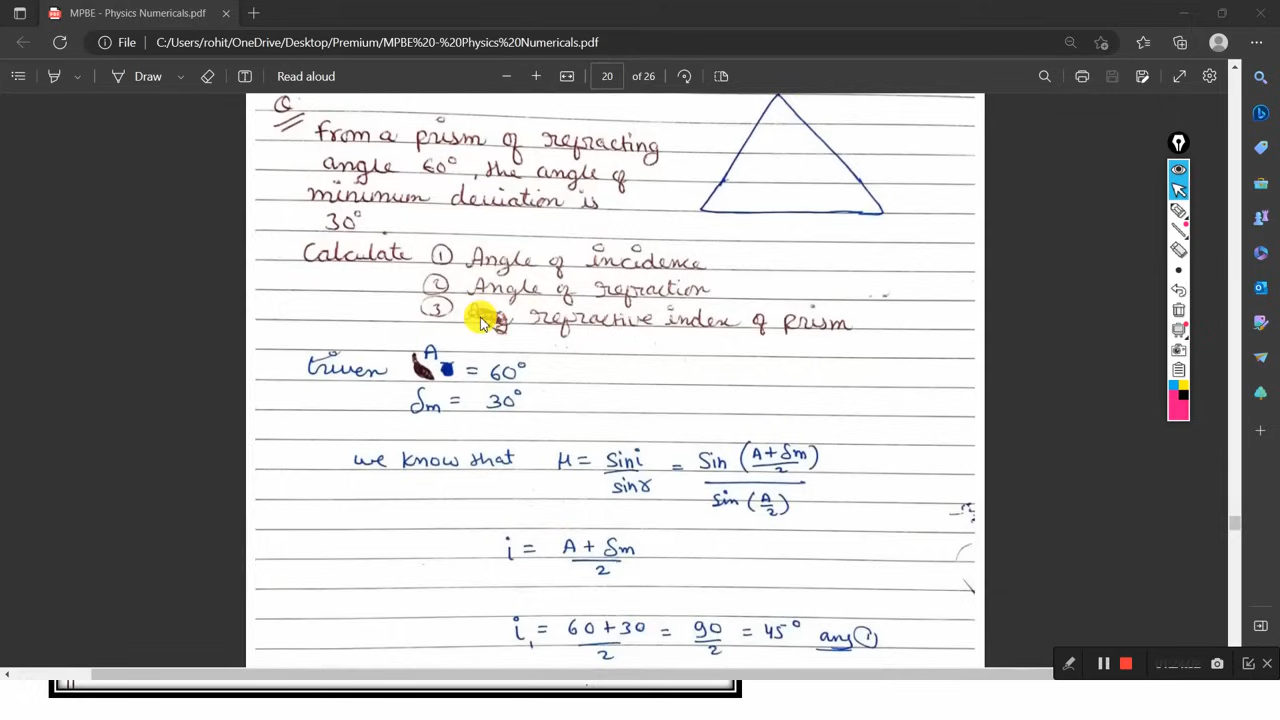 MPBE - Physics Numericals.pdf
File
C:/Users/rohit/OneDrive/Desktop/Premium/MPBE%20-%20Physics%20Numericals.pdf
Draw
Read aloud
20 of 26
Q
From a prism of refracting
angle 60°, the angle of
minimum deviation is
30°
Calculate ① Angle of incidence
② Angle of refraction
③ refractive index of prism
Given A = 60°
δm = 30°
we know that μ = Sin i / sin r = Sin (A+δm / 2) / sin (A/2)
i = A + δm / 2
i₁ = 60+30 / 2 = 90 / 2 = 45° ans ①